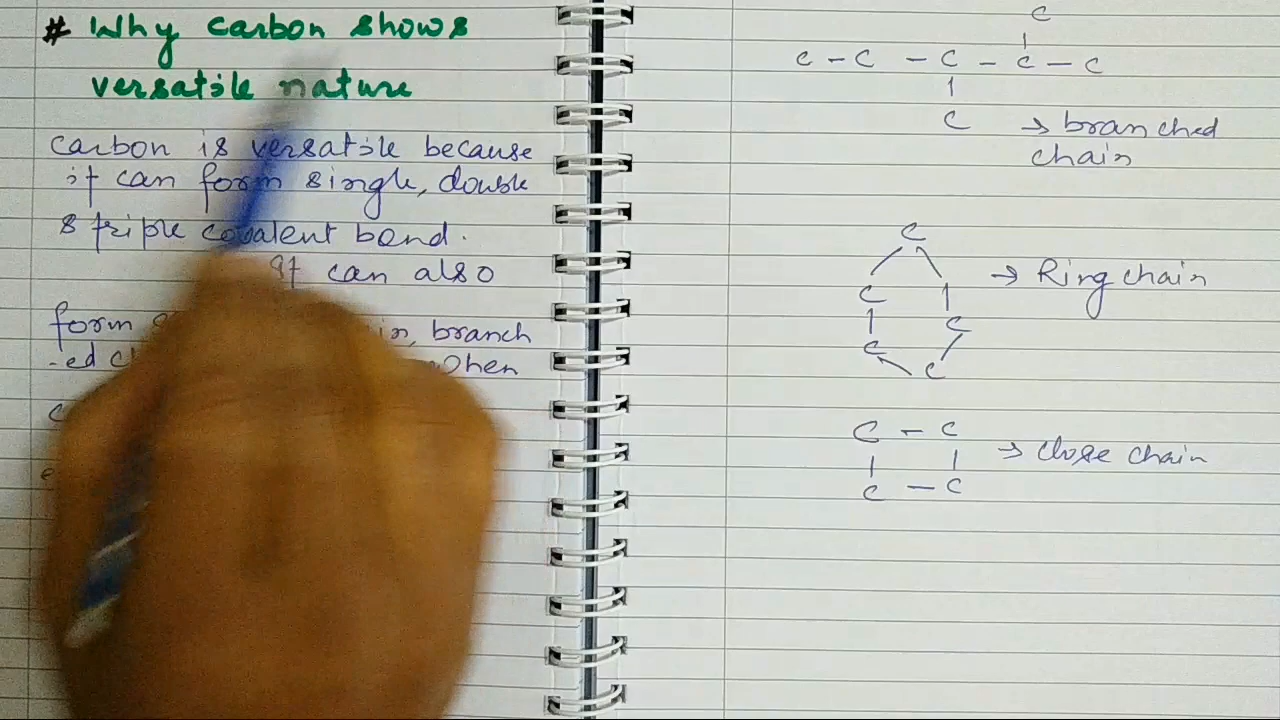 # Why carbon shows
versatile nature
carbon is versatile because
it can form single, double
& triple covalent bond.
It can also
form branch
-ed when
C
C - C - C - C - C
C → branched
chain
C
C → Ring chain
C C
C C
C - C
→ close chain
C - C